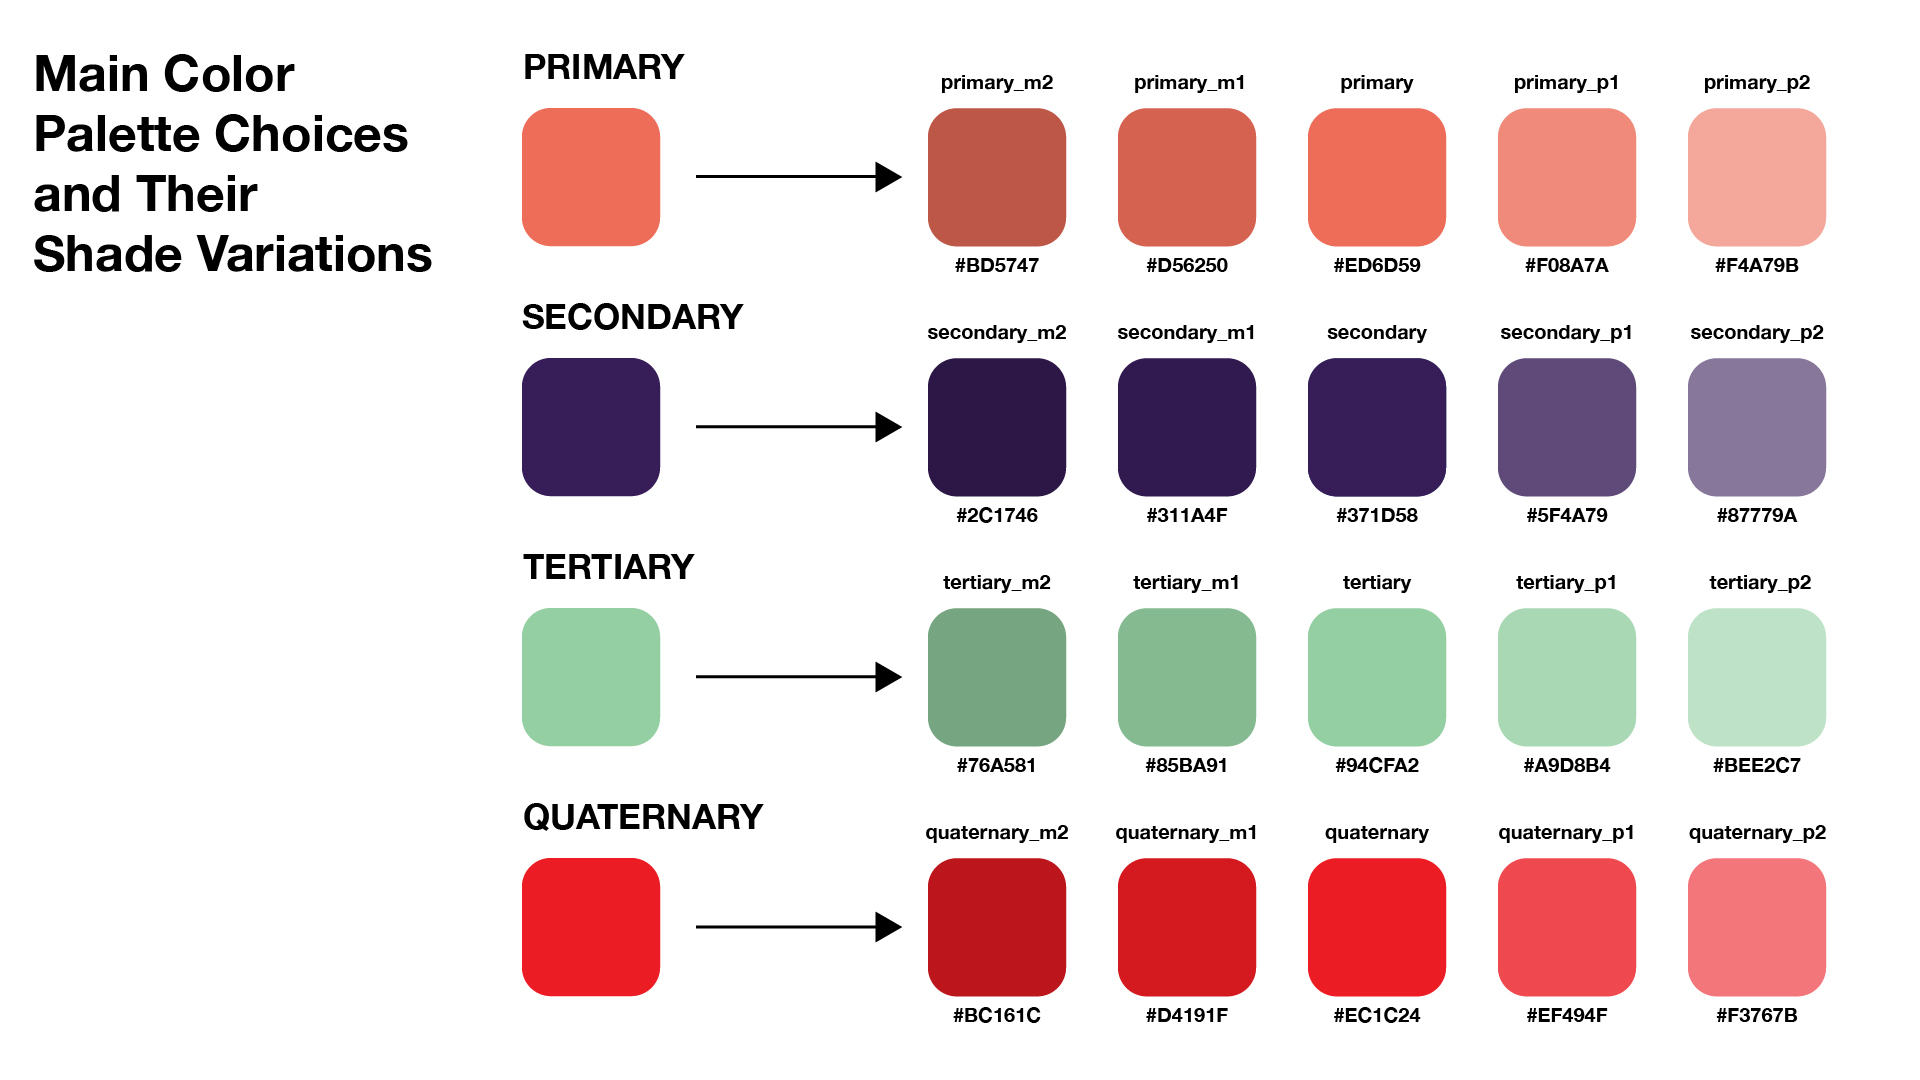 Main Color
Palette Choices
and Their
Shade Variations
PRIMARY
primary_m2 primary_m1 primary primary_p1 primary_p2
#BD5747 #D56250 #ED6D59 #F08A7A #F4A79B
SECONDARY
secondary_m2 secondary_m1 secondary secondary_p1 secondary_p2
#2C1746 #311A4F #371D58 #5F4A79 #87779A
TERTIARY
tertiary_m2 tertiary_m1 tertiary tertiary_p1 tertiary_p2
#76A581 #85BA91 #94CFA2 #A9D8B4 #BEE2C7
QUATERNARY
quaternary_m2 quaternary_m1 quaternary quaternary_p1 quaternary_p2
#BC161C #D4191F #EC1C24 #EF494F #F3767B